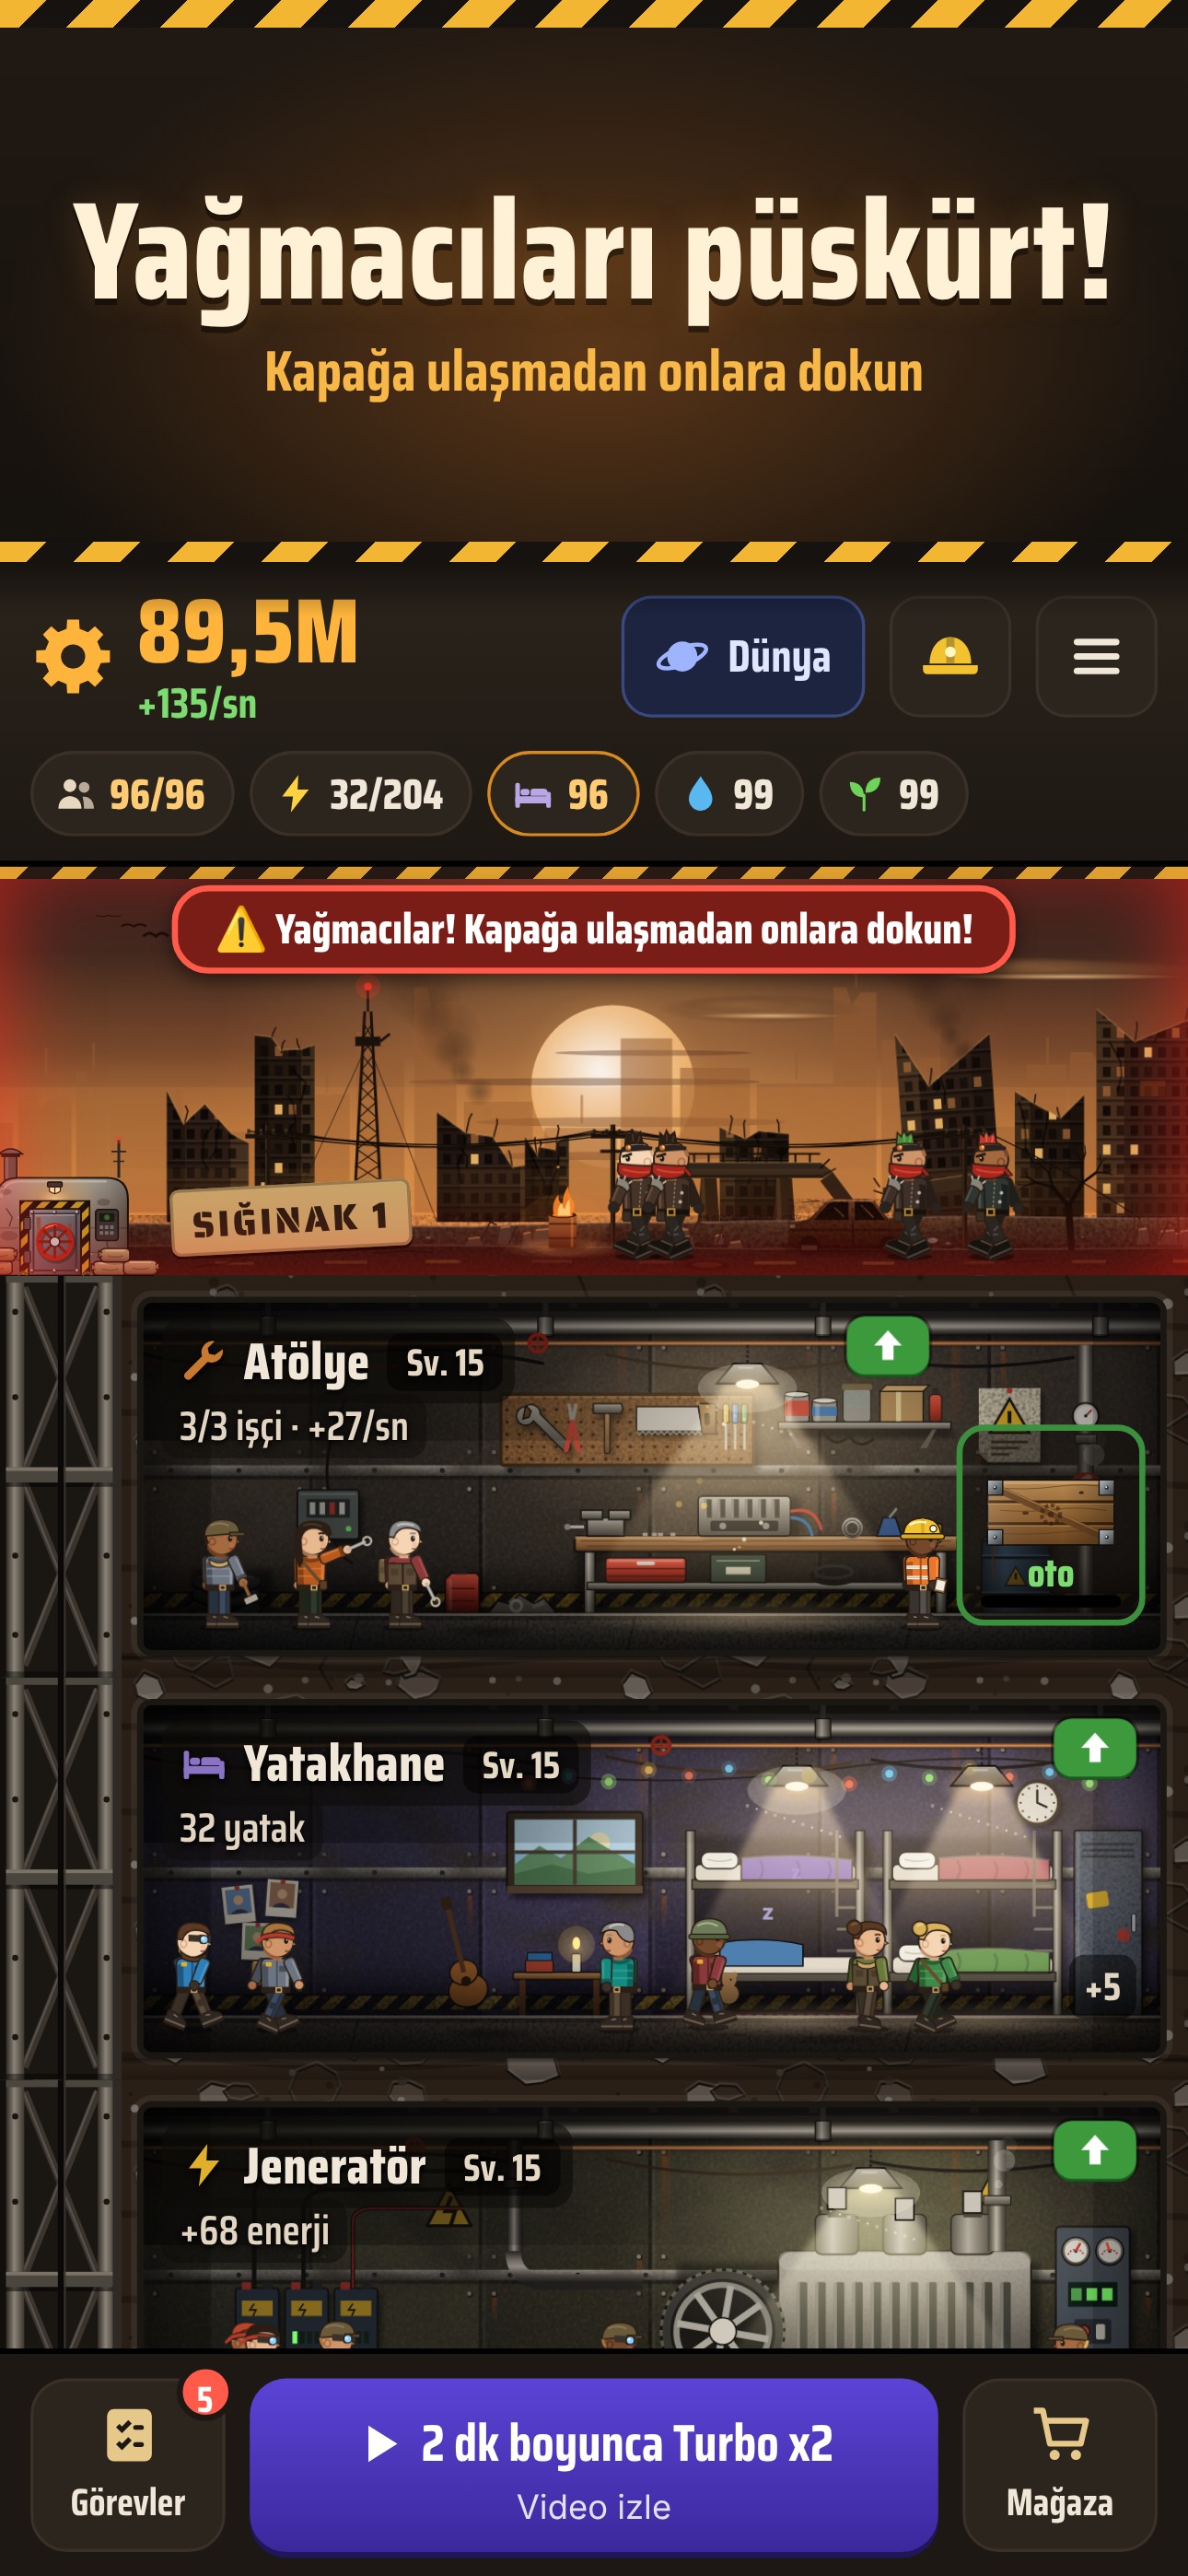 Yağmacıları püskürt!
Kapağa ulaşmadan onlara dokun
89,5M
+135/sn
Dünya
96/96
32/204
96
99
99
Yağmacılar! Kapağa ulaşmadan onlara dokun!
SIĞINAK 1
Atölye Sv. 15
3/3 işçi · +27/sn
oto
Yatakhane Sv. 15
32 yatak
z
+5
Jeneratör Sv. 15
+68 enerji
5
Görevler
2 dk boyunca Turbo x2
Video izle
Mağaza